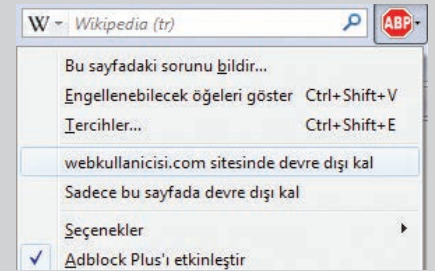 W Wikipedia (tr) ABP
Bu sayfadaki sorunu bildir...
Engellenebilecek öğeleri göster Ctrl+Shift+V
Tercihler... Ctrl+Shift+E
webkullanicisi.com sitesinde devre dışı kal
Sadece bu sayfada devre dışı kal
Seçenekler
Adblock Plus'ı etkinleştir